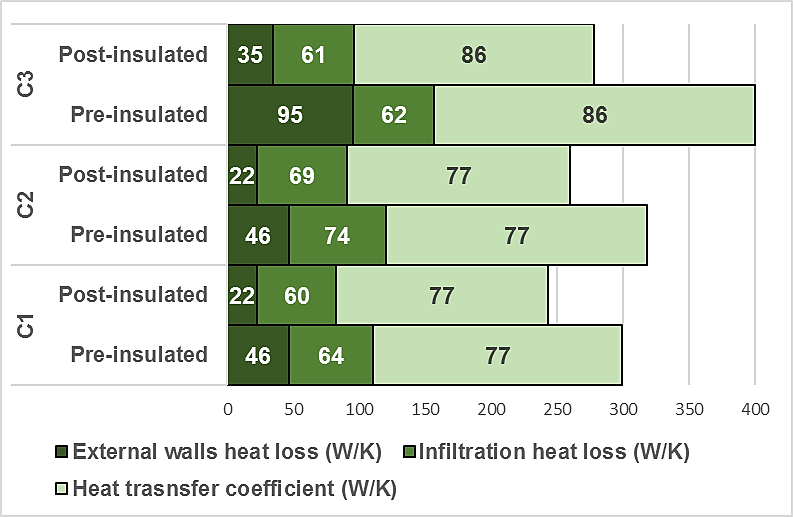 C3
Post-insulated 35 61 86
Pre-insulated 95 62 86
C2
Post-insulated 22 69 77
Pre-insulated 46 74 77
C1
Post-insulated 22 60 77
Pre-insulated 46 64 77
0 50 100 150 200 250 300 350 400
External walls heat loss (W/K) Infiltration heat loss (W/K)
Heat trasnsfer coefficient (W/K)